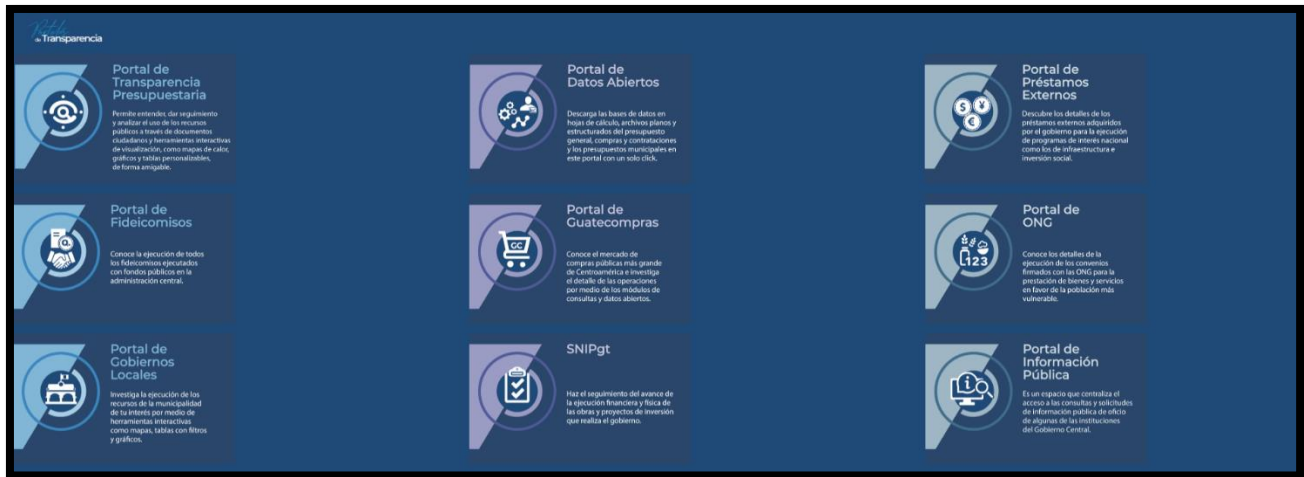 Portales
de Transparencia
Portal de
Transparencia
Presupuestaria
Permite entender, dar seguimiento
y analizar el uso de los recursos
públicos a través de documentos
ciudadanos y herramientas interactivas
de visualización, como mapas de calor,
gráficos y tablas personalizables,
de forma amigable.
Portal de
Datos Abiertos
Descarga las bases de datos en
hojas de cálculo, archivos planos y
estructurados del presupuesto
general, compras y contrataciones
y los presupuestos municipales en
este portal con un solo click.
Portal de
Préstamos
Externos
Descubre los detalles de los
préstamos externos adquiridos
por el gobierno para la ejecución
de programas de interés nacional
como los de infraestructura e
inversión social.
Portal de
Fideicomisos
Conoce la ejecución de todos
los fideicomisos ejecutados
con fondos públicos en la
administración central.
GC
Portal de
Guatecompras
Conoce el mercado de
compras públicas más grande
de Centroamérica e investiga
el detalle de las operaciones
por medio de los módulos de
consultas y datos abiertos.
123
Portal de
ONG
Conoce los detalles de la
ejecución de los convenios
firmados con las ONG para la
prestación de bienes y servicios
en favor de la población más
vulnerable.
Portal de
Gobiernos
Locales
Investiga la ejecución de los
recursos de la municipalidad
de tu interés por medio de
herramientas interactivas
como mapas, tablas con filtros
y gráficos.
SNIPgt
Haz el seguimiento del avance de
la ejecución financiera y física de
las obras y proyectos de inversión
que realiza el gobierno.
Portal de
Información
Pública
Es un espacio que centraliza el
acceso a las consultas y solicitudes
de información pública de oficio
de algunas de las instituciones
del Gobierno Central.